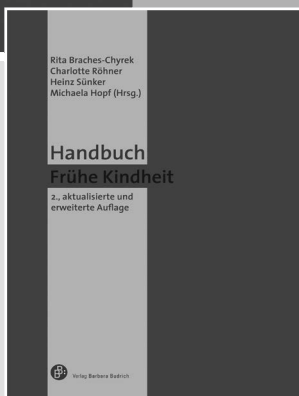 Rita Braches-Chyrek
Charlotte Röhner
Heinz Sünker
Michaela Hopf (Hrsg.)
Handbuch
Frühe Kindheit
2., aktualisierte und
erweiterte Auflage
Verlag Barbara Budrich